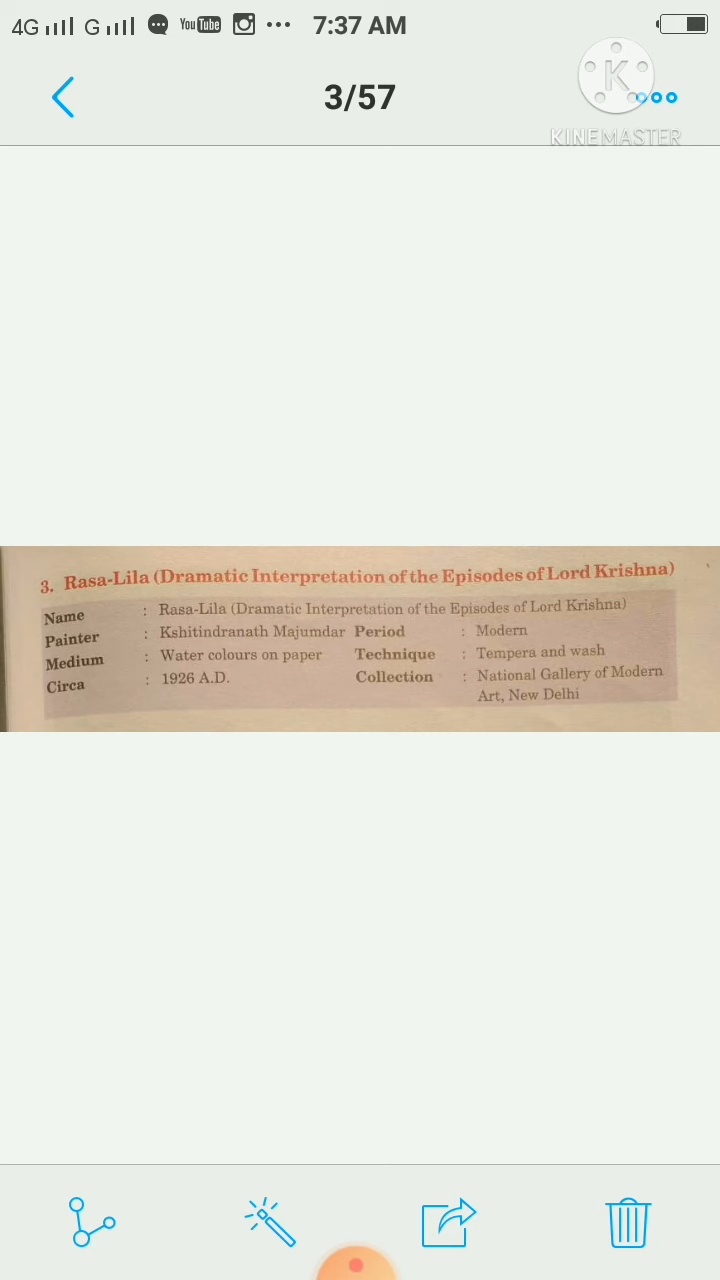 4G G You Tube 7:37 AM
3/57
K
KINEMASTER
3. Rasa-Lila (Dramatic Interpretation of the Episodes of Lord Krishna)
Name : Rasa-Lila (Dramatic Interpretation of the Episodes of Lord Krishna)
Painter : Kshitindranath Majumdar Period : Modern
Medium : Water colours on paper Technique : Tempera and wash
Circa : 1926 A.D. Collection : National Gallery of Modern
Art, New Delhi